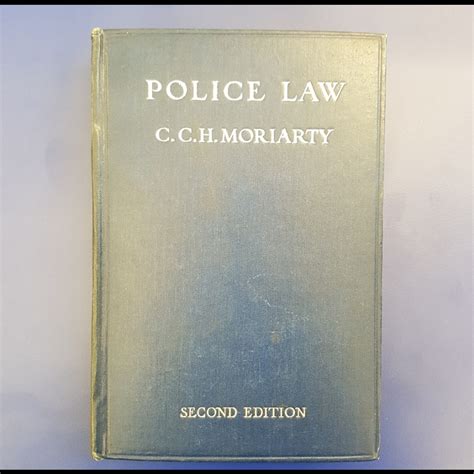 POLICE LAW
C.C.H. MORIARTY
SECOND EDITION